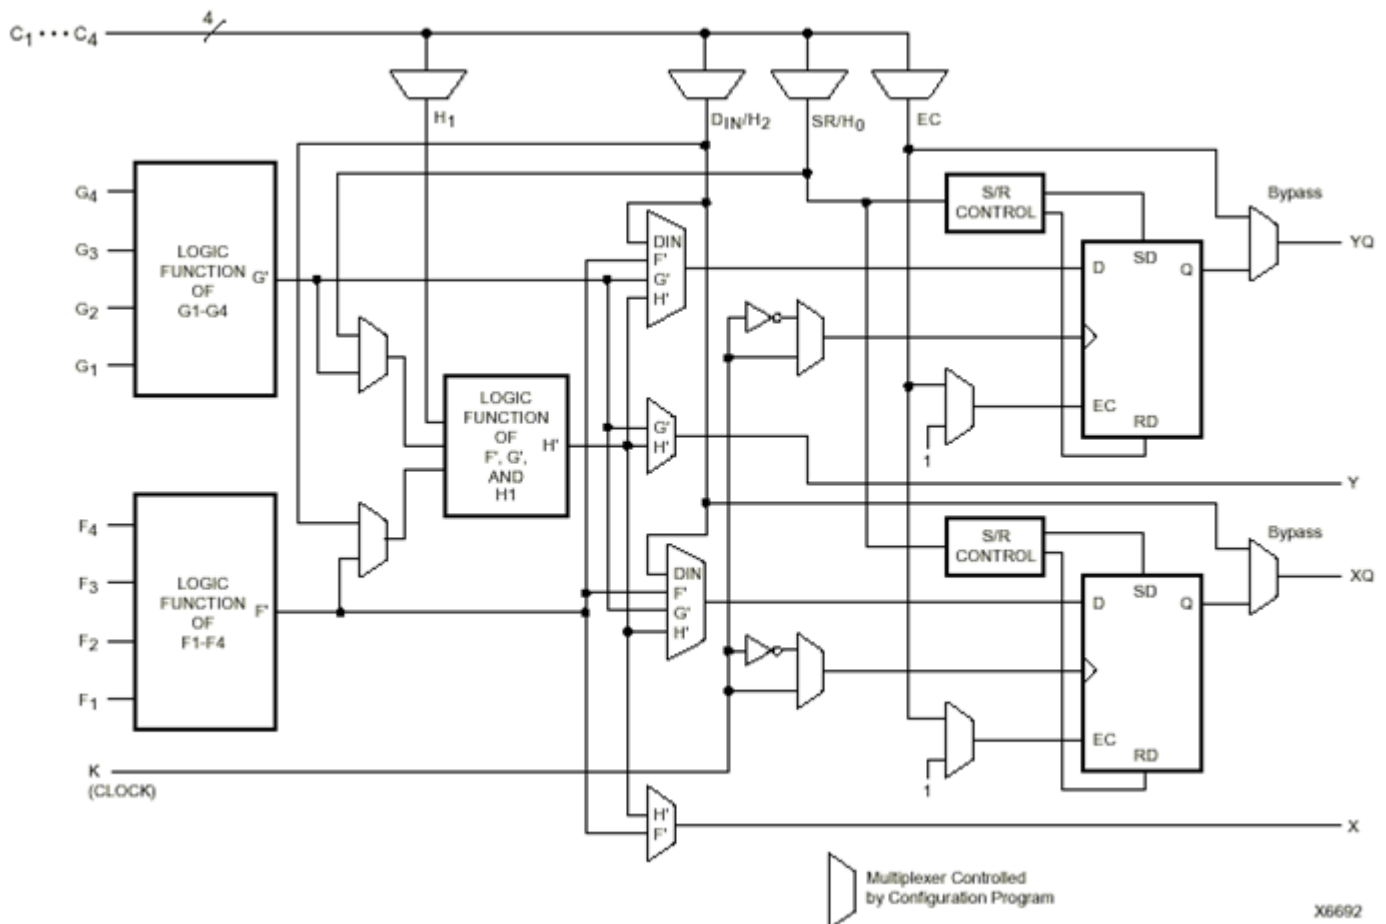 C1 • • • C4
4
H1
DIN/H2
SR/H0
EC
G4
G3
G2
G1
LOGIC
FUNCTION
OF
G1-G4
G'
S/R
CONTROL
Bypass
DIN
F'
G'
H'
D
SD
Q
YQ
EC
RD
1
LOGIC
FUNCTION
OF
F', G',
AND
H1
H'
G'
H'
Y
F4
F3
F2
F1
LOGIC
FUNCTION
OF
F1-F4
F'
S/R
CONTROL
Bypass
DIN
F'
G'
H'
D
SD
Q
XQ
EC
RD
1
K
(CLOCK)
H'
F'
X
Multiplexer Controlled
by Configuration Program
X6692